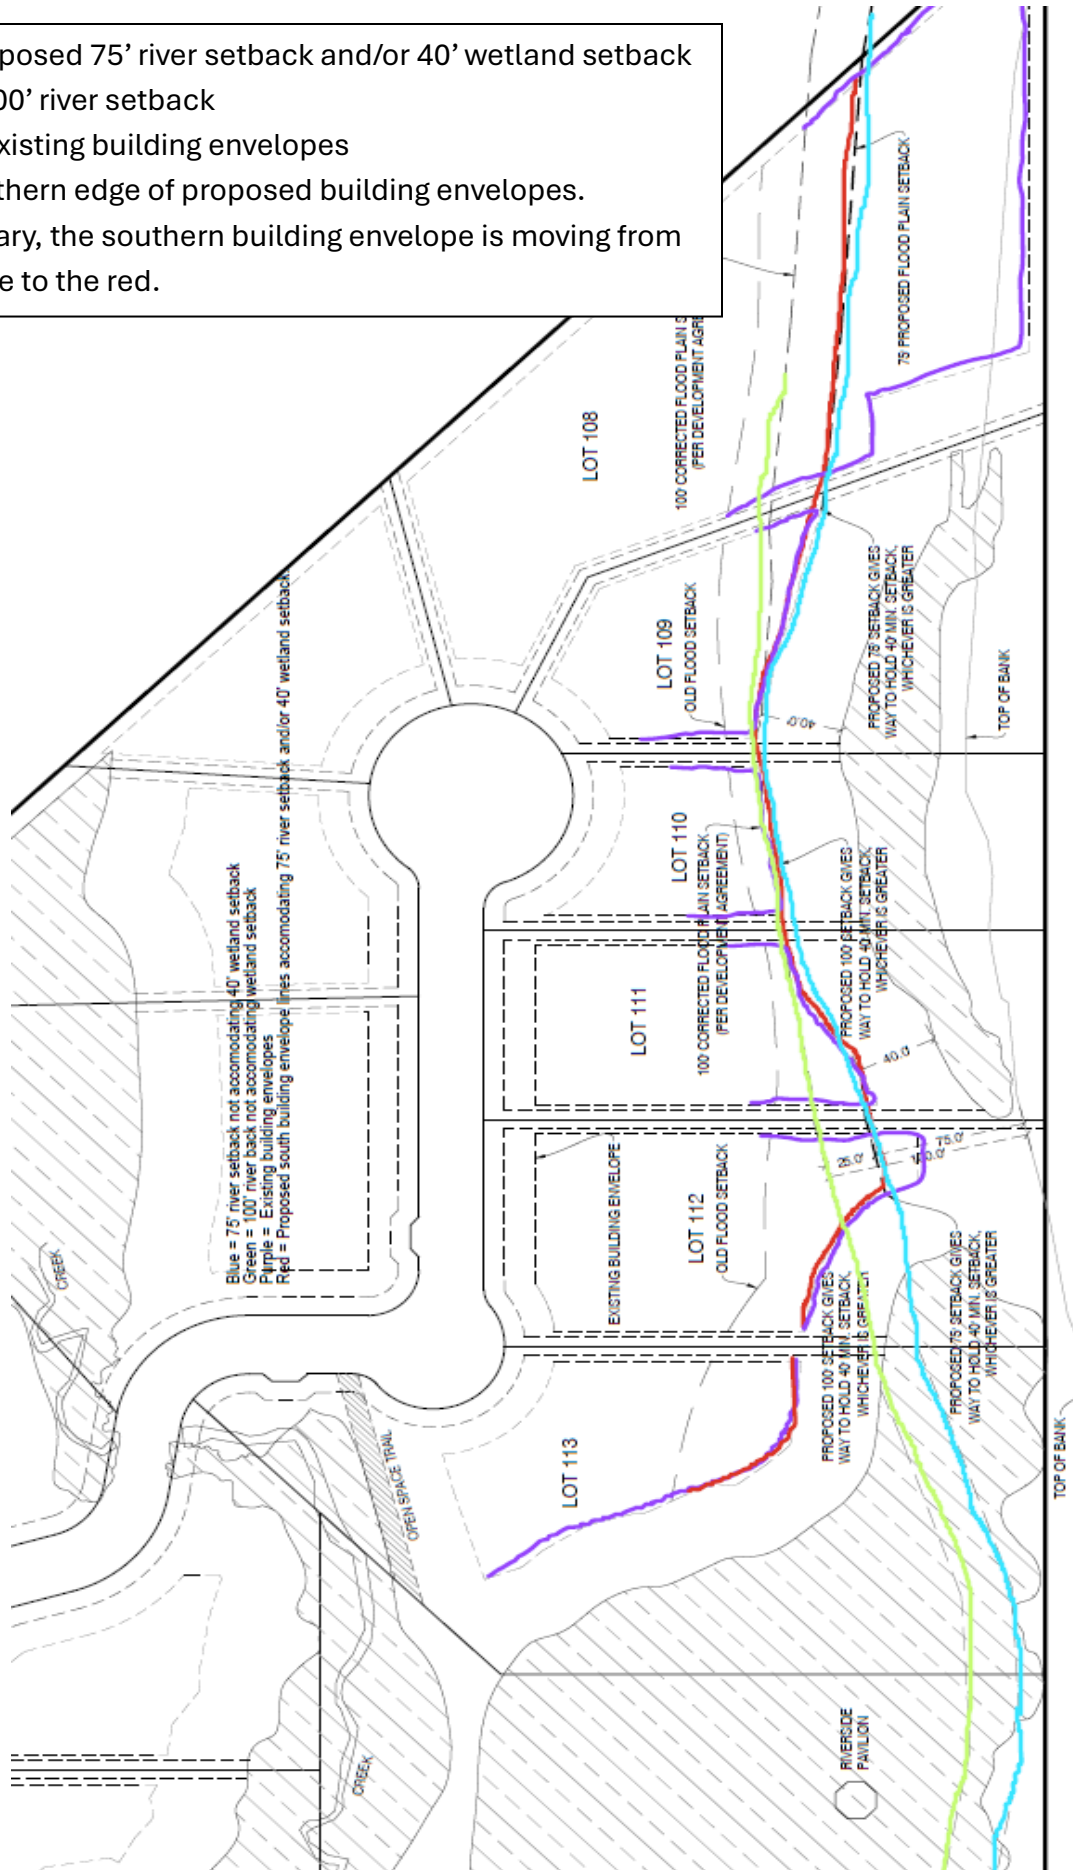 posed 75’ river setback and/or 40’ wetland setback
00’ river setback
xisting building envelopes
thern edge of proposed building envelopes.
ary, the southern building envelope is moving from
e to the red.
75' PROPOSED FLOOD PLAIN SETBACK
100' CORRECTED FLOOD PLAIN S
(PER DEVELOPMENT AGRE
LOT 108
LOT 109
OLD FLOOD SETBACK
PROPOSED 75' SETBACK GIVES
WAY TO HOLD 40' MIN. SETBACK,
WHICHEVER IS GREATER
TOP OF BANK
40.0'
LOT 110
100' CORRECTED FLOOD PLAIN SETBACK
(PER DEVELOPMENT AGREEMENT)
PROPOSED 100' SETBACK GIVES
WAY TO HOLD 40' MIN. SETBACK,
WHICHEVER IS GREATER
Blue = 75' river setback not accomodating 40' wetland setback
Green = 100' river back not accomodating wetland setback
Purple = Existing building envelopes
Red = Proposed south building envelope lines accomodating 75' river setback and/or 40' wetland setback
LOT 111
40.0'
75.0'
25.0'
EXISTING BUILDING ENVELOPE
LOT 112
OLD FLOOD SETBACK
CREEK
PROPOSED 100' SETBACK GIVES
WAY TO HOLD 40' MIN. SETBACK,
WHICHEVER IS GREATER
PROPOSED 75' SETBACK GIVES
WAY TO HOLD 40' MIN. SETBACK,
WHICHEVER IS GREATER
TOP OF BANK
OPEN SPACE TRAIL
LOT 113
RIVERSIDE
PAVILION
CREEK